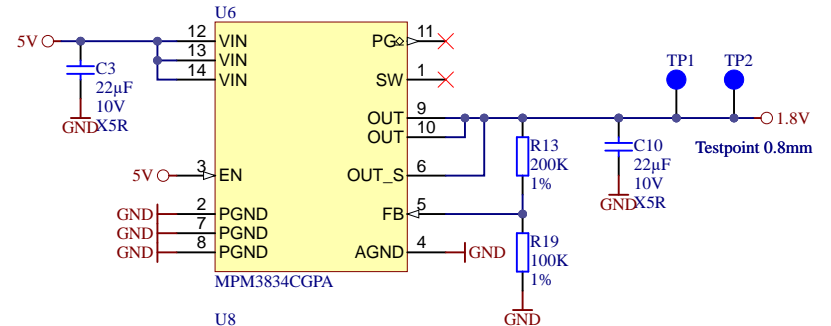 U6
5V
12
VIN
13
VIN
14
VIN
C3
22µF
10V
X5R
GND
5V
3
EN
GND
2
PGND
GND
7
PGND
GND
8
PGND
PG
11
SW
1
OUT
9
OUT
10
OUT_S
6
FB
5
AGND
4
GND
MPM3834CGPA
R13
200K
1%
R19
100K
1%
GND
C10
22µF
10V
X5R
GND
TP1
TP2
1.8V
Testpoint 0.8mm
U8